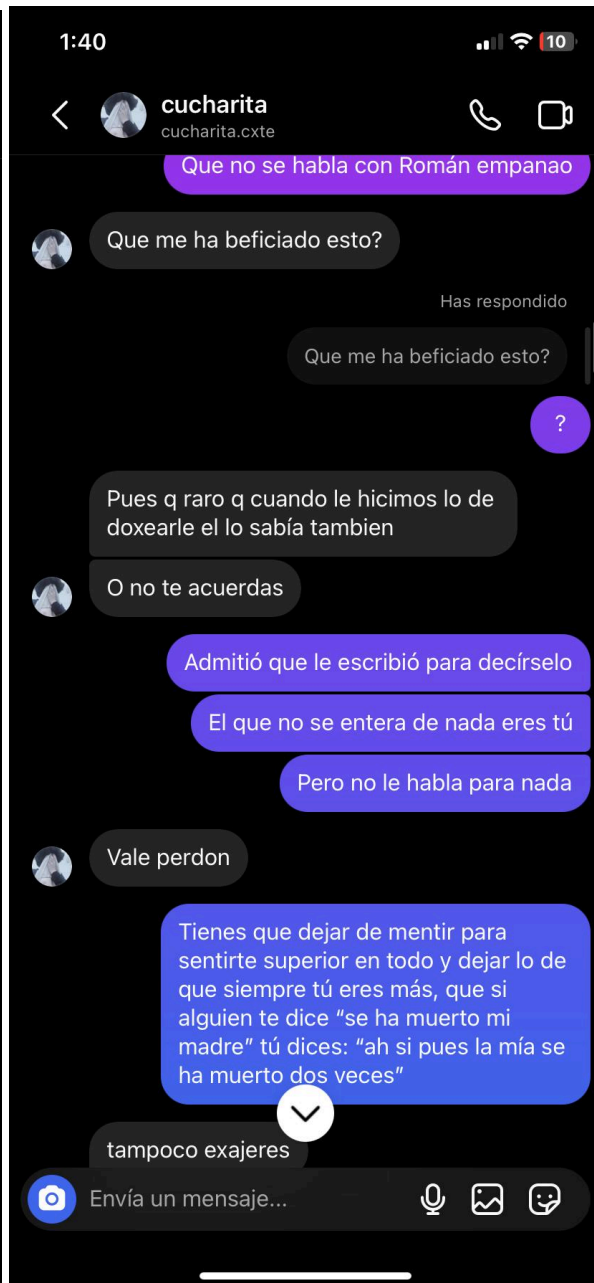 1:40
10
cucharita
cucharita.cxte
Que no se habla con Román empanao
Que me ha beficiado esto?
Has respondido
Que me ha beficiado esto?
?
Pues q raro q cuando le hicimos lo de
doxearle el lo sabía tambien
O no te acuerdas
Admitió que le escribió para decírselo
El que no se entera de nada eres tú
Pero no le habla para nada
Vale perdon
Tienes que dejar de mentir para
sentirte superior en todo y dejar lo de
que siempre tú eres más, que si
alguien te dice “se ha muerto mi
madre” tú dices: “ah si pues la mía se
ha muerto dos veces”
tampoco exajeres
Envía un mensaje...